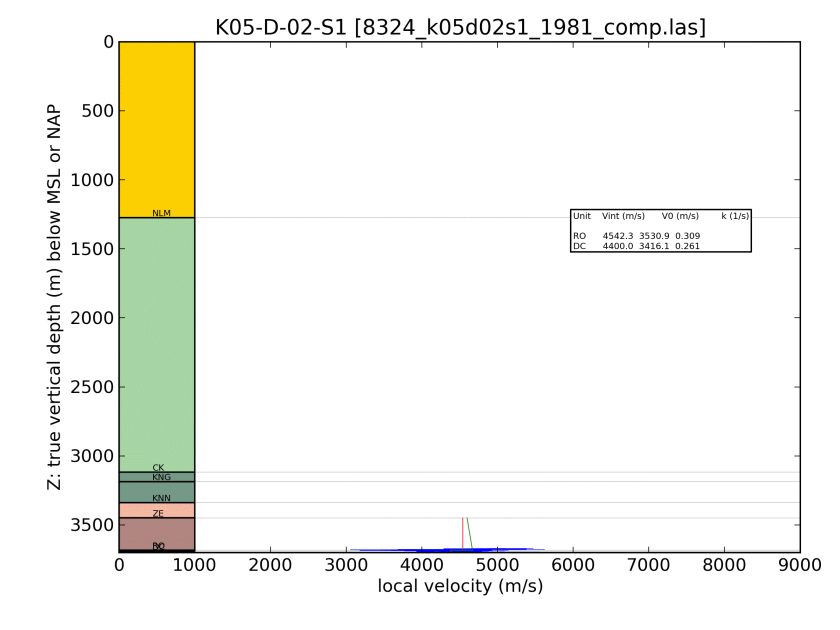 K05-D-02-S1 [8324_k05d02s1_1981_comp.las]
Z: true vertical depth (m) below MSL or NAP
0
500
1000
1500
2000
2500
3000
3500
NLM
CK
KNG
KNN
ZE
RO
Unit Vint (m/s) V0 (m/s) k (1/s)
RO 4542.3 3530.9 0.309
DC 4400.0 3416.1 0.261
0 1000 2000 3000 4000 5000 6000 7000 8000 9000
local velocity (m/s)